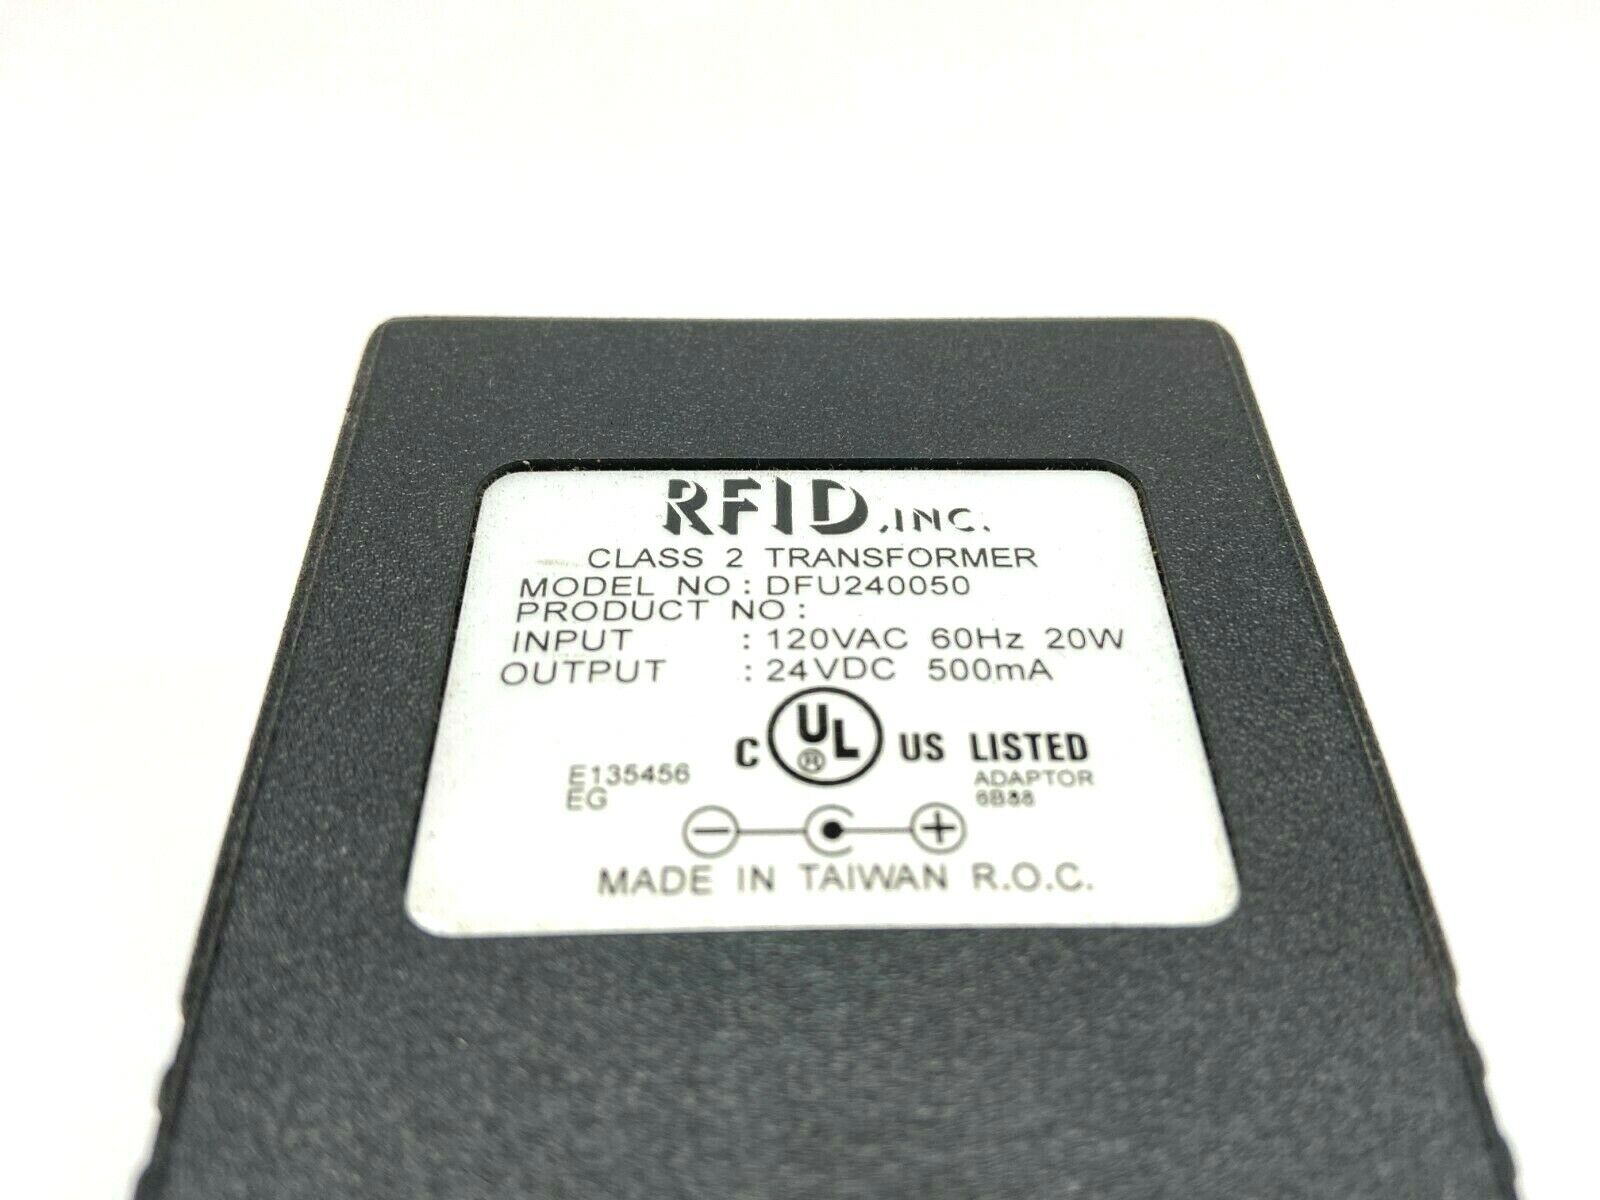 RFID, INC.
CLASS 2 TRANSFORMER
MODEL NO : DFU240050
PRODUCT NO :
INPUT : 120VAC 60Hz 20W
OUTPUT : 24VDC 500mA
C UL ® US LISTED
E135456 ADAPTOR
EG
MADE IN TAIWAN R.O.C.